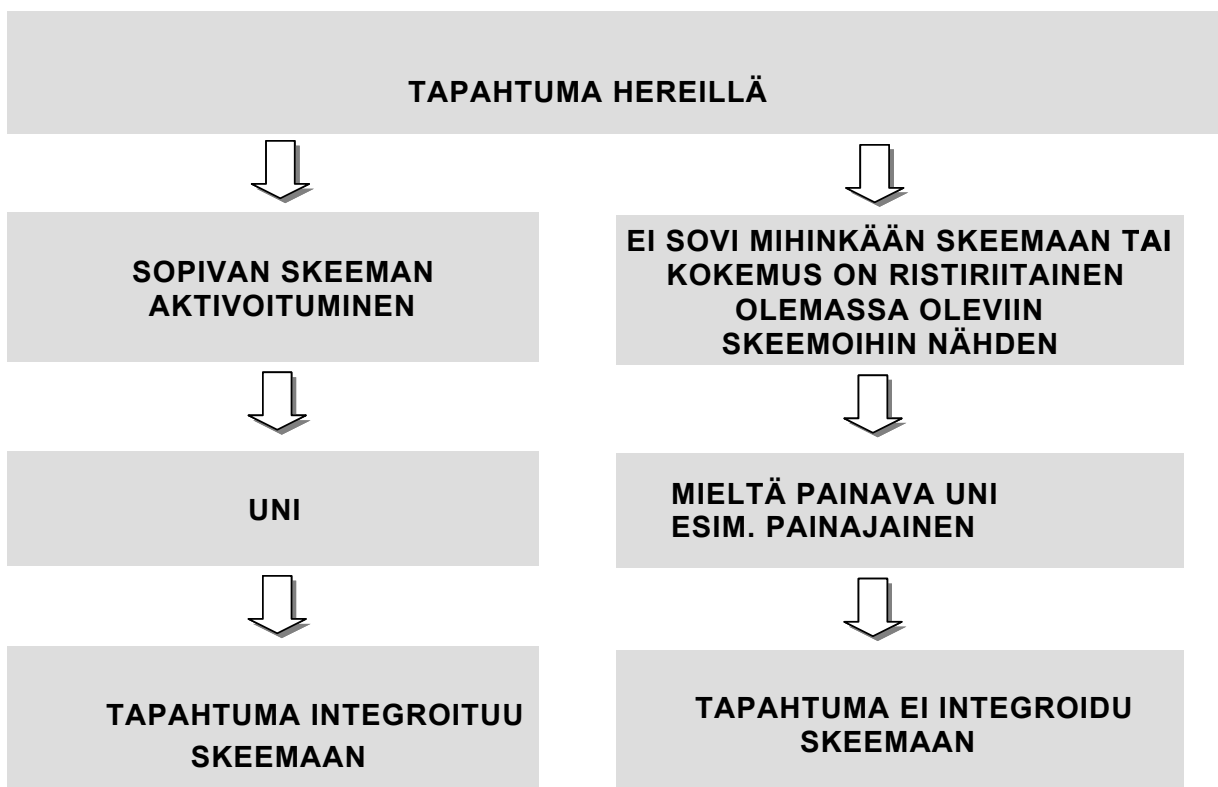 TAPAHTUMA HEREILLÄ
SOPIVAN SKEEMAN
AKTIVOITUMINEN
EI SOVI MIHINKÄÄN SKEEMAAN TAI
KOKEMUS ON RISTIRIITAINEN
OLEMASSA OLEVIIN
SKEEMOIHIN NÄHDEN
UNI
MIELTÄ PAINAVA UNI
ESIM. PAINAJAINEN
TAPAHTUMA INTEGROITUU
SKEEMAAN
TAPAHTUMA EI INTEGROIDU
SKEEMAAN